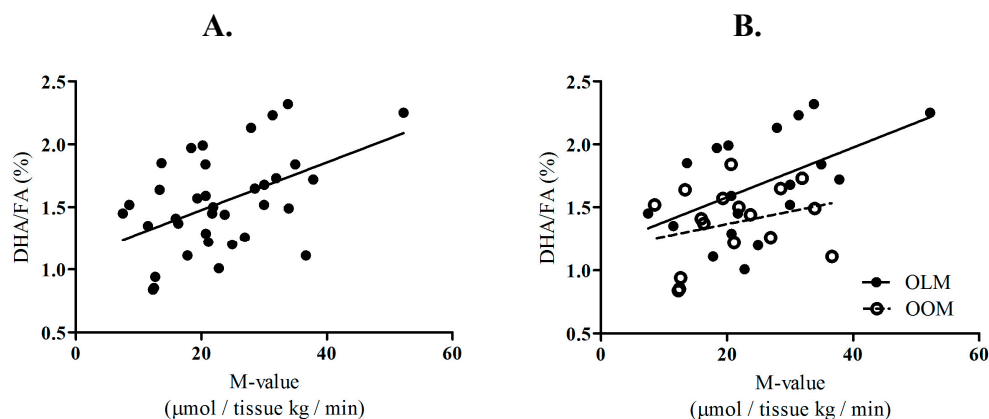 A.
2.5
2.0
1.5
1.0
0.5
DHA/FA (%)
0
20
40
60
M-value
(μmol / tissue kg / min)
B.
2.5
2.0
1.5
1.0
0.5
DHA/FA (%)
OLM
OOM
0
20
40
60
M-value
(μmol / tissue kg / min)